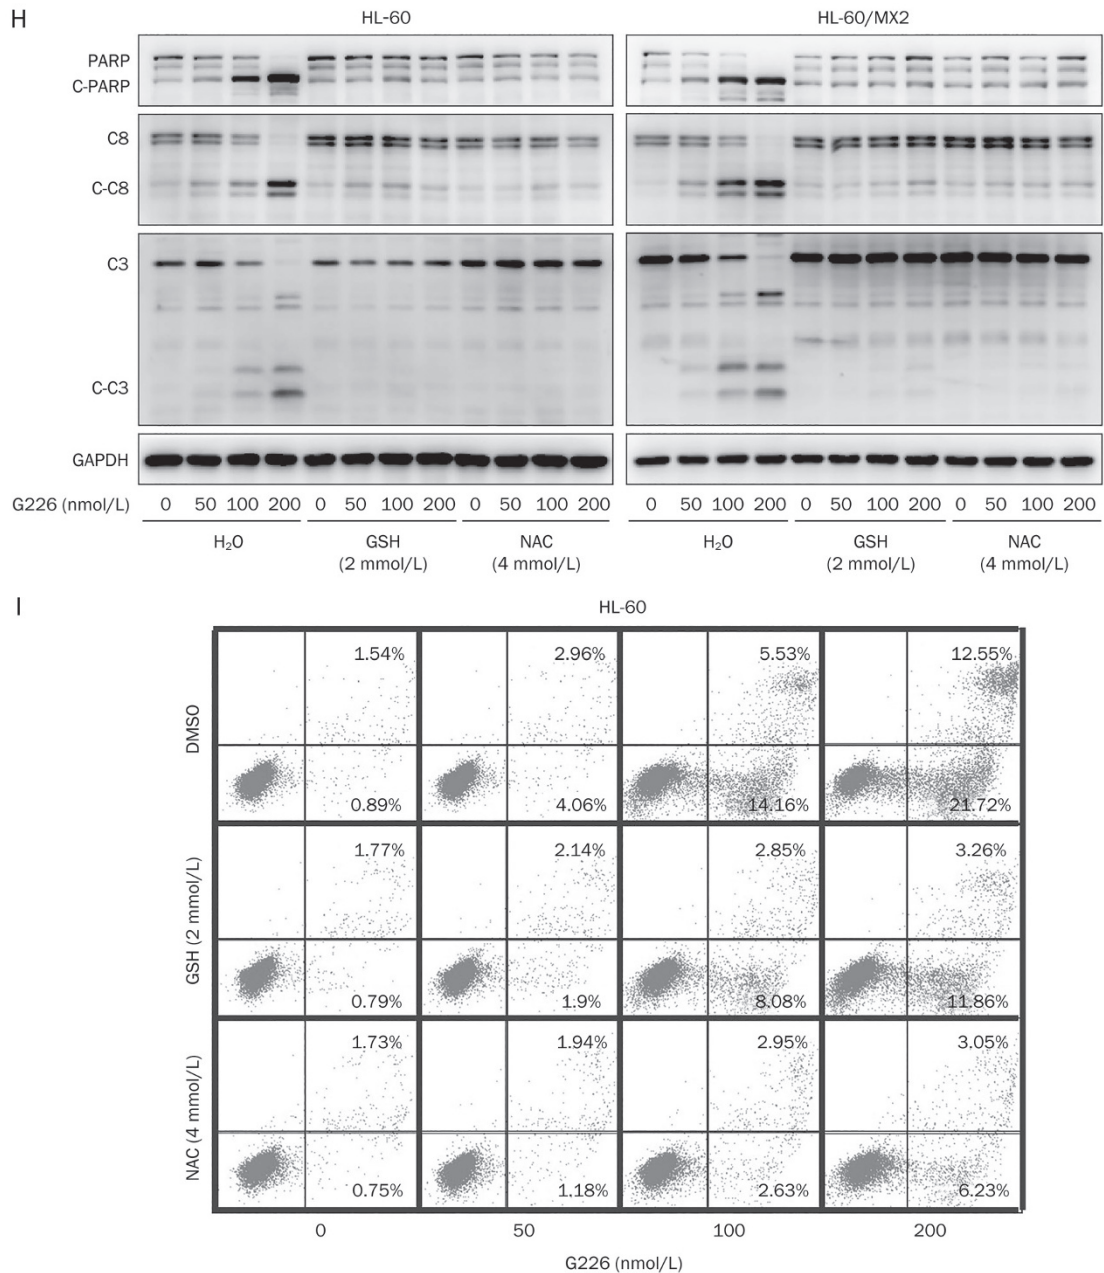 H
HL-60 HL-60/MX2
PARP
C-PARP
C8
C-C8
C3
C-C3
GAPDH
G226 (nmol/L) 0 50 100 200 0 50 100 200 0 50 100 200 0 50 100 200 0 50 100 200 0 50 100 200
H₂O GSH NAC H₂O GSH NAC
(2 mmol/L) (4 mmol/L) (2 mmol/L) (4 mmol/L)
I
HL-60
DMSO
1.54% 2.96% 5.53% 12.55%
0.89% 4.06% 14.16% 21.72%
GSH (2 mmol/L)
1.77% 2.14% 2.85% 3.26%
0.79% 1.9% 8.08% 11.86%
NAC (4 mmol/L)
1.73% 1.94% 2.95% 3.05%
0.75% 1.18% 2.63% 6.23%
0 50 100 200
G226 (nmol/L)